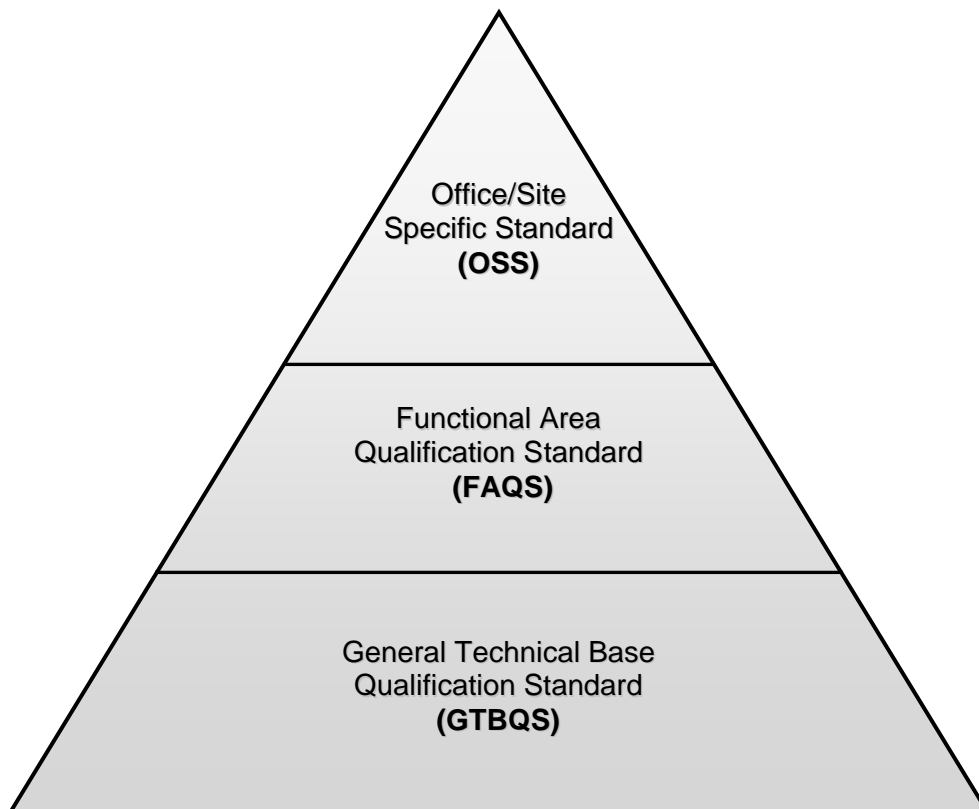 Office/Site
Specific Standard
(OSS)
Functional Area
Qualification Standard
(FAQS)
General Technical Base
Qualification Standard
(GTBQS)